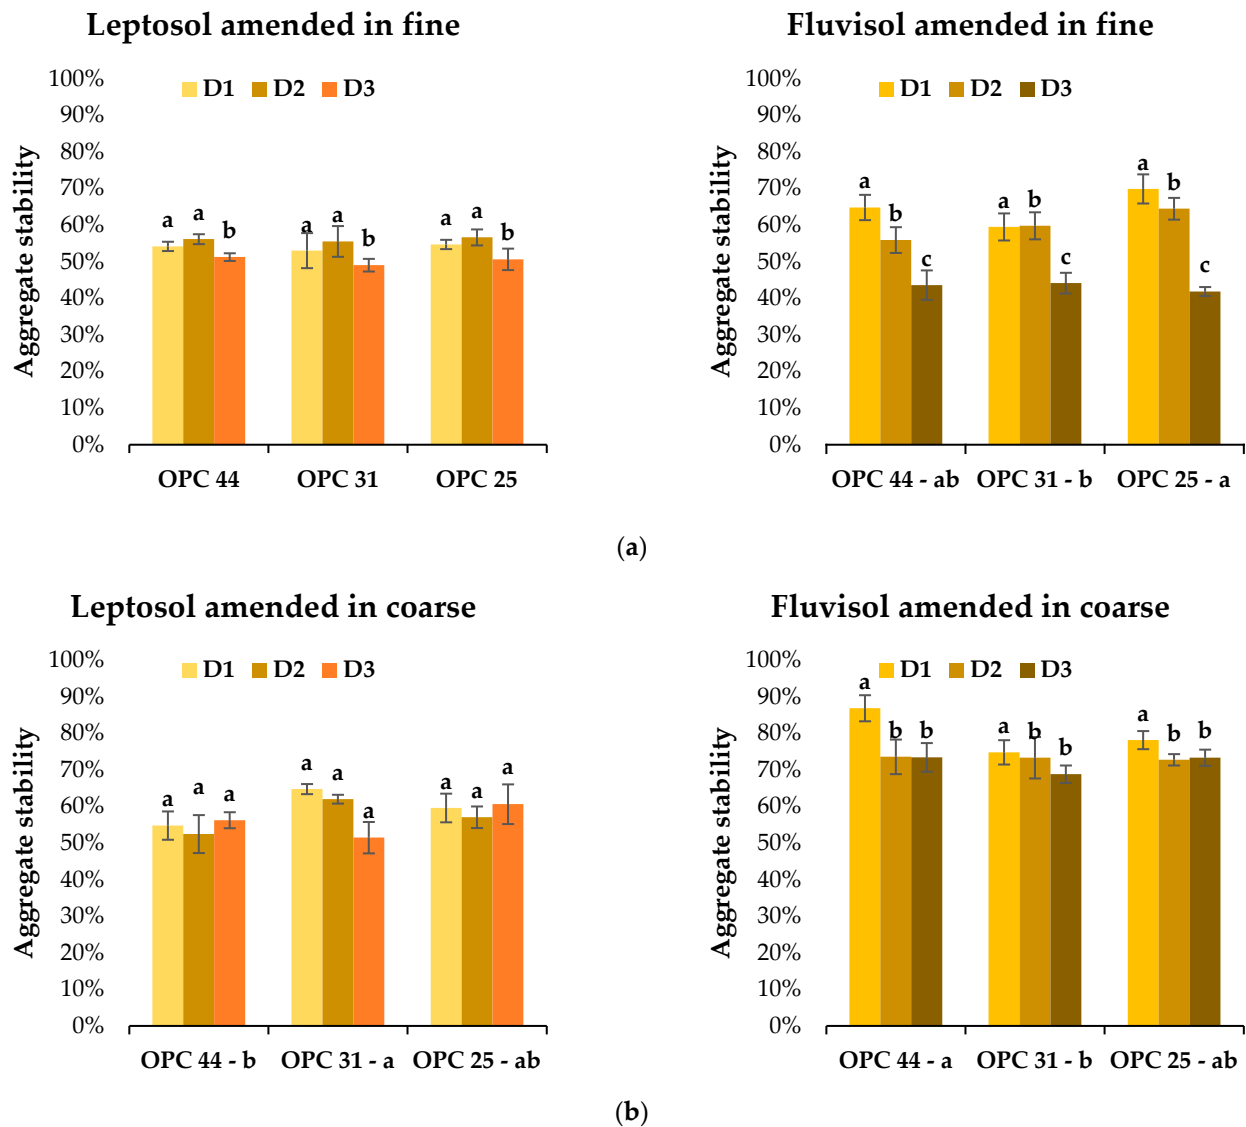 Leptosol amended in fine
D1 D2 D3
Aggregate stability
100%
90%
80%
70%
60%
50%
40%
30%
20%
10%
0%
a a b a a b a a b
OPC 44 OPC 31 OPC 25
Fluvisol amended in fine
D1 D2 D3
Aggregate stability
100%
90%
80%
70%
60%
50%
40%
30%
20%
10%
0%
a b c a b c a b c
OPC 44 - ab OPC 31 - b OPC 25 - a
(a)
Leptosol amended in coarse
D1 D2 D3
Aggregate stability
100%
90%
80%
70%
60%
50%
40%
30%
20%
10%
0%
a a a a a a a a a
OPC 44 - b OPC 31 - a OPC 25 - ab
Fluvisol amended in coarse
D1 D2 D3
Aggregate stability
100%
90%
80%
70%
60%
50%
40%
30%
20%
10%
0%
a b b a b b a b b
OPC 44 - a OPC 31 - b OPC 25 - ab
(b)